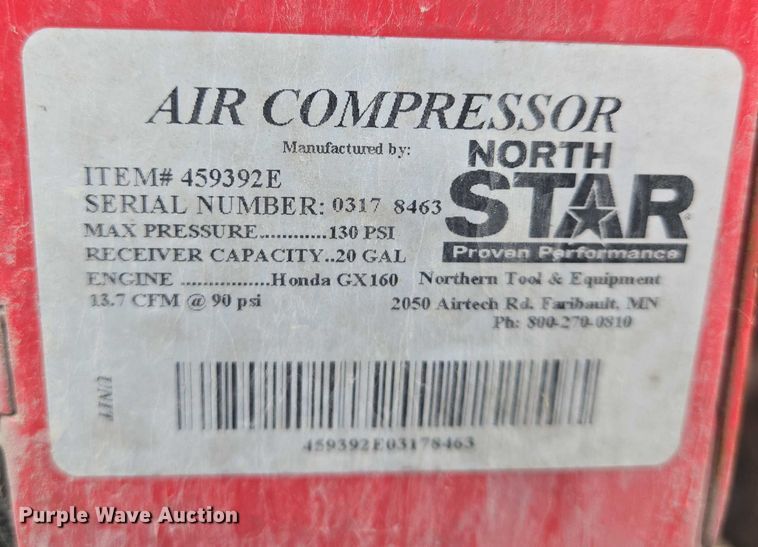 AIR COMPRESSOR
Manufactured by:
NORTH
STAR
Proven Performance
ITEM# 459392E
SERIAL NUMBER: 0317 8463
MAX PRESSURE............130 PSI
RECEIVER CAPACITY..20 GAL
ENGINE ................Honda GX160
13.7 CFM @ 90 psi
Northern Tool & Equipment
2050 Airtech Rd. Faribault, MN
Ph: 800-270-0810
UNIT
459392E03178463
Purple Wave Auction